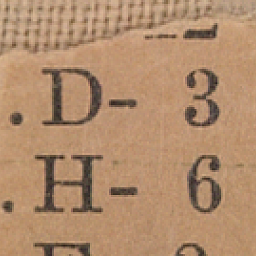 . D- 3
. H- 6